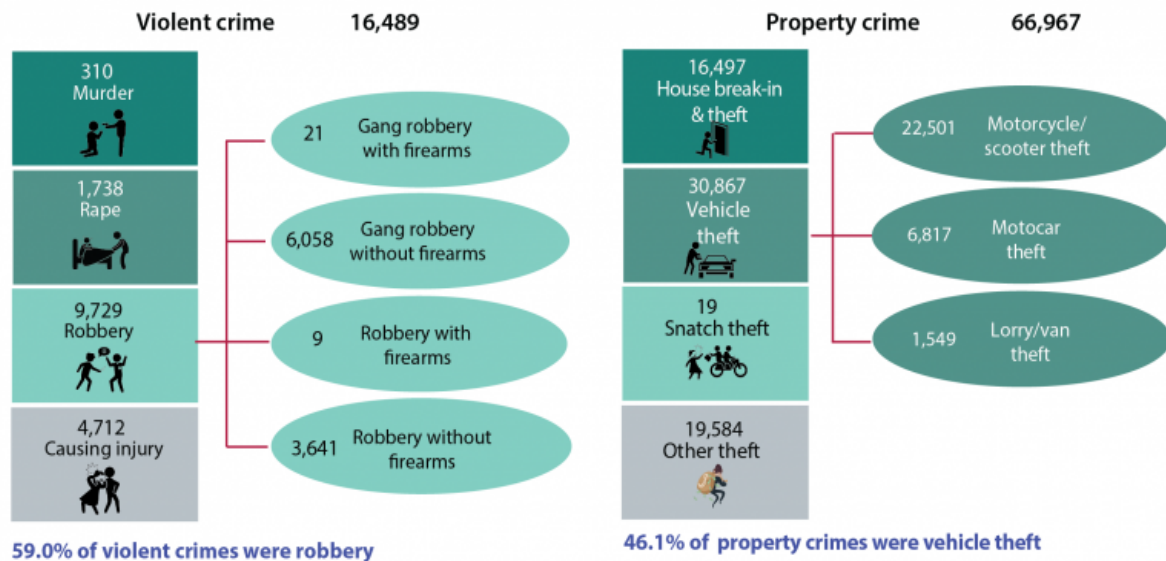 Violent crime 16,489
310
Murder
1,738
Rape
9,729
Robbery
4,712
Causing injury
21 Gang robbery
with firearms
6,058 Gang robbery
without firearms
9 Robbery with
firearms
3,641 Robbery without
firearms
59.0% of violent crimes were robbery
Property crime 66,967
16,497
House break-in
& theft
30,867
Vehicle
theft
19
Snatch theft
19,584
Other theft
22,501 Motorcycle/
scooter theft
6,817 Motocar
theft
1,549 Lorry/van
theft
46.1% of property crimes were vehicle theft